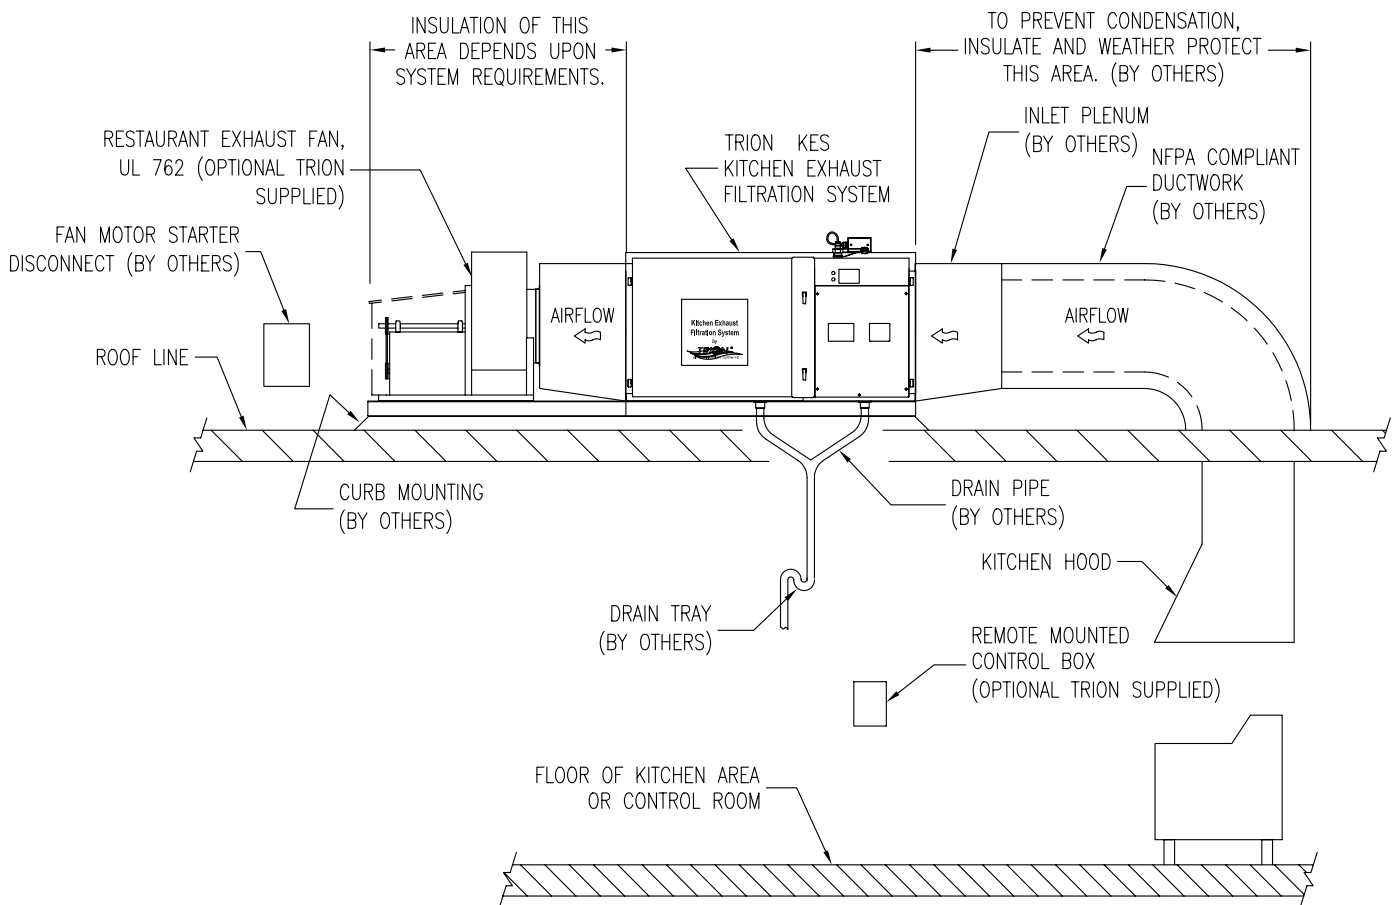 INSULATION OF THIS
AREA DEPENDS UPON
SYSTEM REQUIREMENTS.
TO PREVENT CONDENSATION,
INSULATE AND WEATHER PROTECT
THIS AREA. (BY OTHERS)
RESTAURANT EXHAUST FAN,
UL 762 (OPTIONAL TRION
SUPPLIED)
TRION KES
KITCHEN EXHAUST
FILTRATION SYSTEM
INLET PLENUM
(BY OTHERS)
NFPA COMPLIANT
DUCTWORK
(BY OTHERS)
FAN MOTOR STARTER
DISCONNECT (BY OTHERS)
ROOF LINE
AIRFLOW
Kitchen Exhaust
Filtration System
by
TRION
AIRFLOW
CURB MOUNTING
(BY OTHERS)
DRAIN PIPE
(BY OTHERS)
KITCHEN HOOD
DRAIN TRAY
(BY OTHERS)
REMOTE MOUNTED
CONTROL BOX
(OPTIONAL TRION SUPPLIED)
FLOOR OF KITCHEN AREA
OR CONTROL ROOM